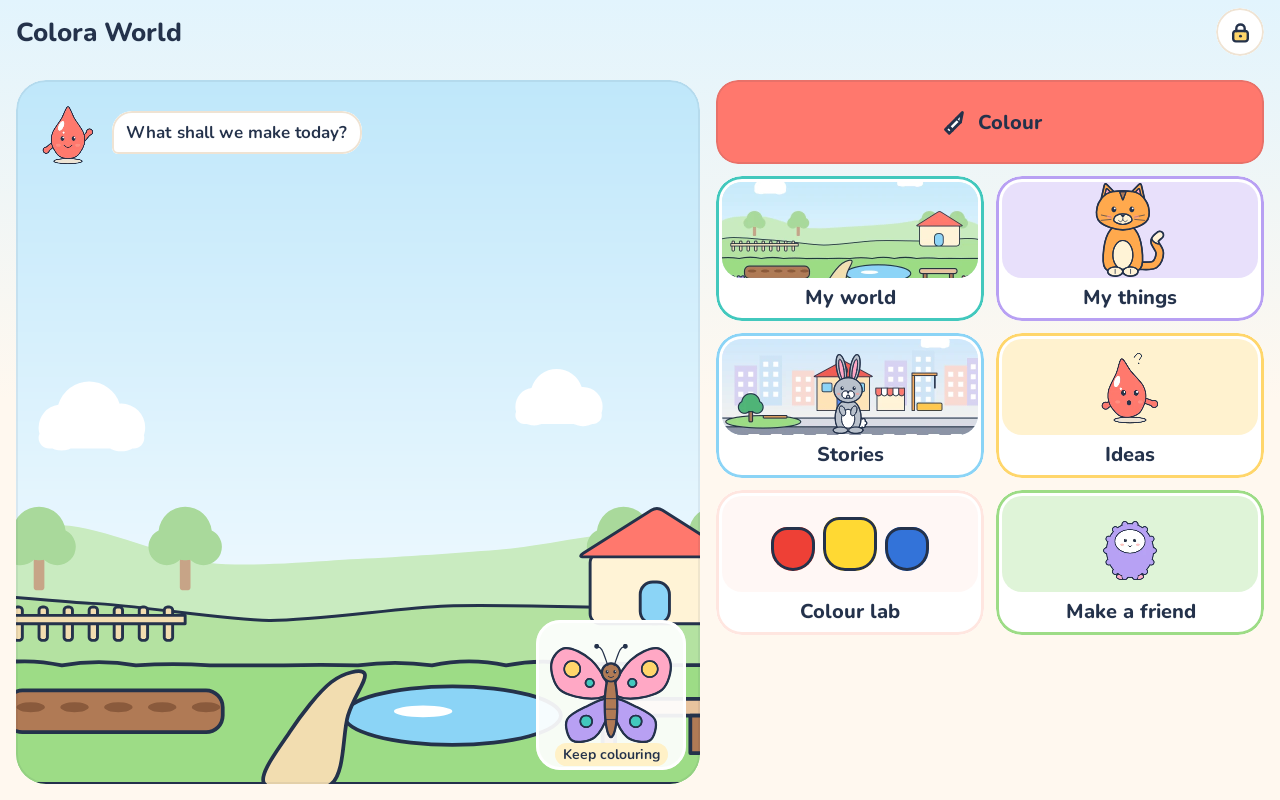 Colora World
What shall we make today?
Keep colouring
Colour
My world
My things
?
Stories
Ideas
Colour lab
Make a friend